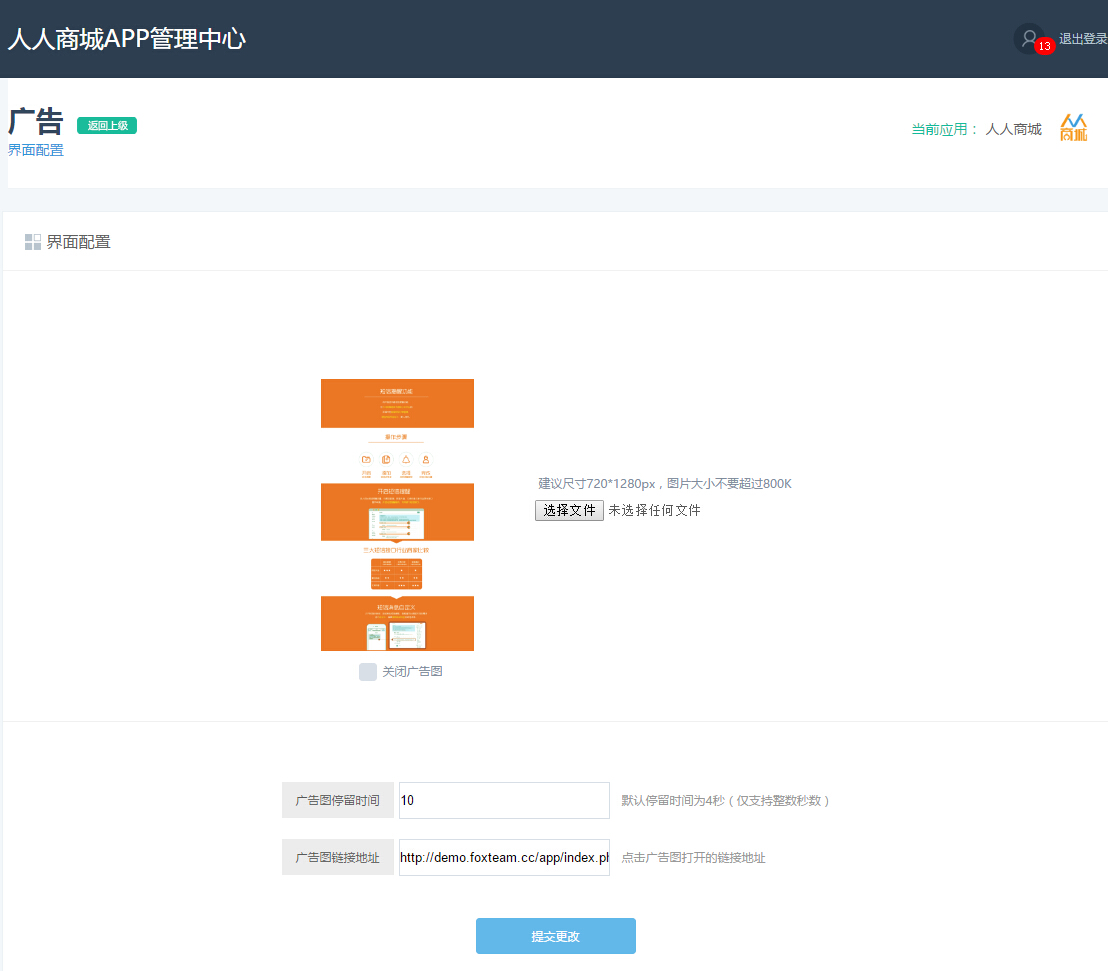 人人商城APP管理中心
13
退出登录
广告
返回上级
界面配置
当前应用： 人人商城
商城
界面配置
建议尺寸720*1280px，图片大小不要超过800K
选择文件 未选择任何文件
关闭广告图
广告图停留时间
10
默认停留时间为4秒（仅支持整数秒数）
广告图链接地址
http://demo.foxteam.cc/app/index.ph
点击广告图打开的链接地址
提交更改